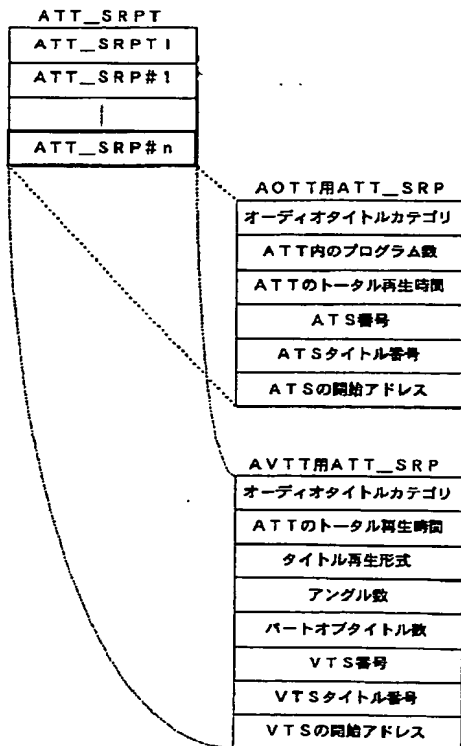 ATT_SRPT
ATT_SRPTI
ATT_SRP#1
ATT_SRP#n
AOTT用ATT_SRP
オーディオタイトルカテゴリ
ATT内のプログラム数
ATTのトータル再生時間
ATS番号
ATSタイトル番号
ATSの開始アドレス
AVTT用ATT_SRP
オーディオタイトルカテゴリ
ATTのトータル再生時間
タイトル再生形式
アングル数
パートオブタイトル数
VTS番号
VTSタイトル番号
VTSの開始アドレス